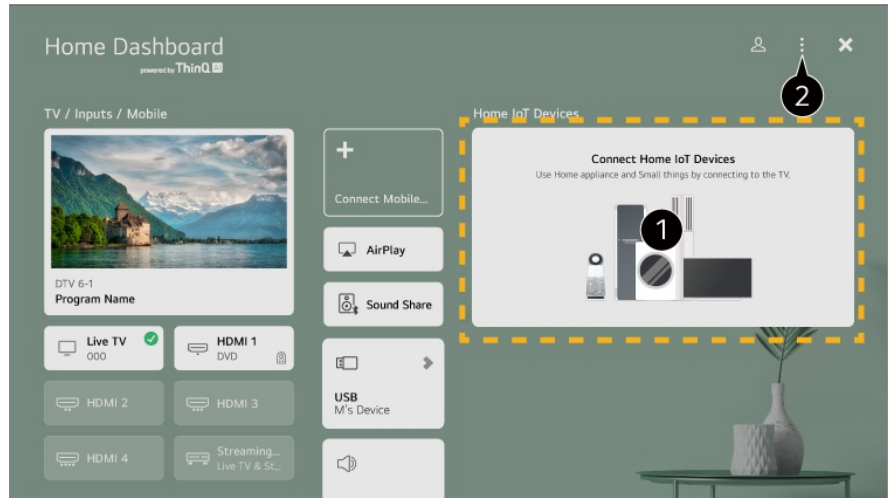 Home Dashboard
powered by ThinQ AI
2
TV / Inputs / Mobile
Home IoT Devices
DTV 6-1
Program Name
Live TV
000
HDMI 1
DVD
HDMI 2
HDMI 3
HDMI 4
Streaming...
Live TV & St...
Connect Mobile...
AirPlay
Sound Share
USB
M's Device
Connect Home IoT Devices
Use Home appliance and Small things by connecting to the TV.
1